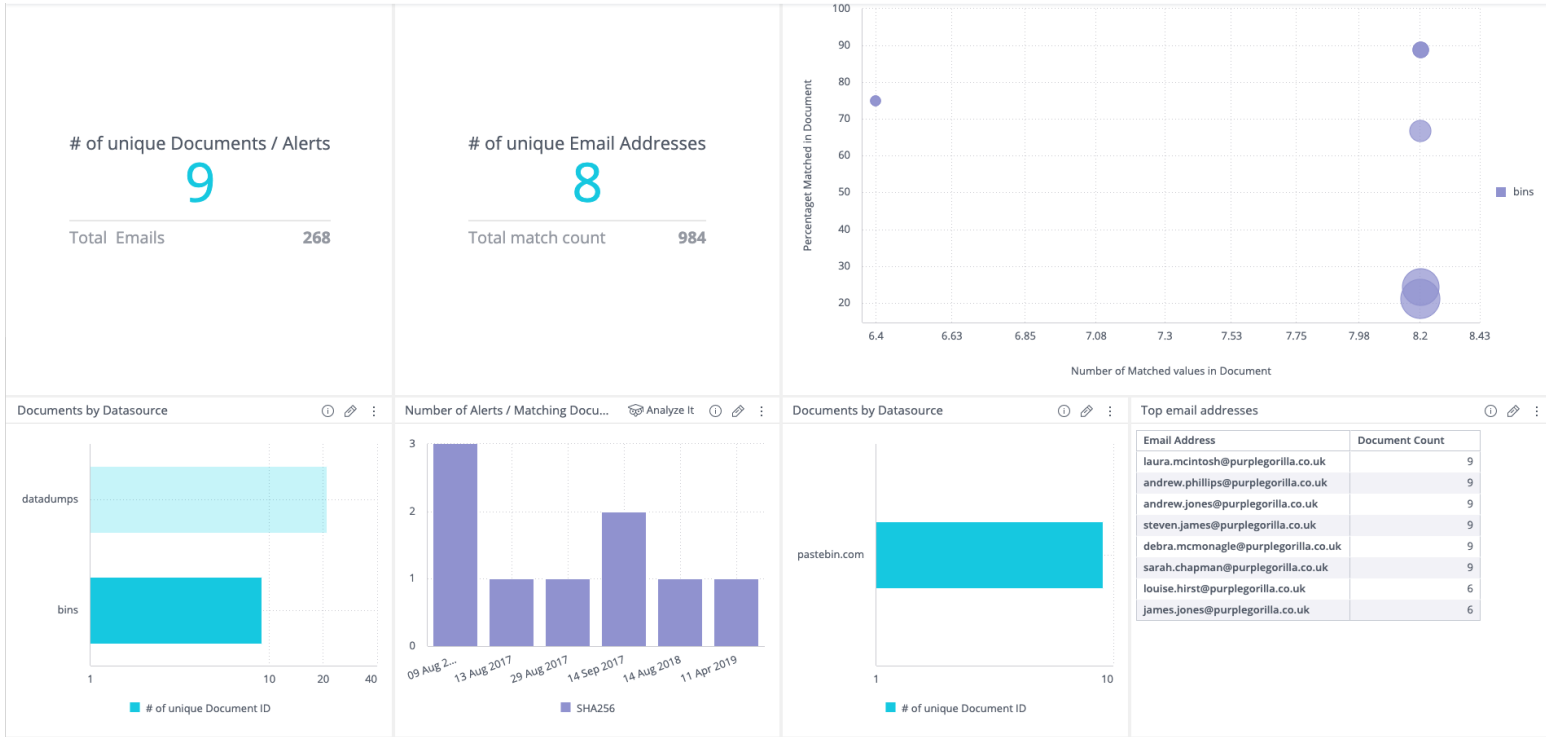 # of unique Documents / Alerts
9
Total Emails 268
# of unique Email Addresses
8
Total match count 984
Percentaget Matched in Document
100
90
80
70
60
50
40
30
20
6.4 6.63 6.85 7.08 7.3 7.53 7.75 7.98 8.2 8.43
Number of Matched values in Document
bins
Documents by Datasource
datadumps
bins
1 10 20 40
# of unique Document ID
Number of Alerts / Matching Docu... Analyze It
3
2
1
0
09 Aug 2... 13 Aug 2017 29 Aug 2017 14 Sep 2017 14 Aug 2018 11 Apr 2019
SHA256
Documents by Datasource
pastebin.com
1 10
# of unique Document ID
Top email addresses
Email Address Document Count
laura.mcintosh@purplegorilla.co.uk 9
andrew.phillips@purplegorilla.co.uk 9
andrew.jones@purplegorilla.co.uk 9
steven.james@purplegorilla.co.uk 9
debra.mcmonagle@purplegorilla.co.uk 9
sarah.chapman@purplegorilla.co.uk 9
louise.hirst@purplegorilla.co.uk 6
james.jones@purplegorilla.co.uk 6